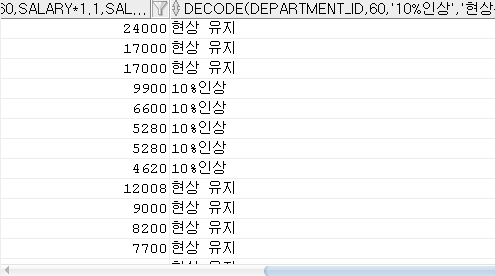 60,SALARY*1.1,SAL... DECODE(DEPARTMENT_ID,60,'10%인상','현상
24000 현상 유지
17000 현상 유지
17000 현상 유지
9900 10%인상
6600 10%인상
5280 10%인상
5280 10%인상
4620 10%인상
12008 현상 유지
9000 현상 유지
8200 현상 유지
7700 현상 유지